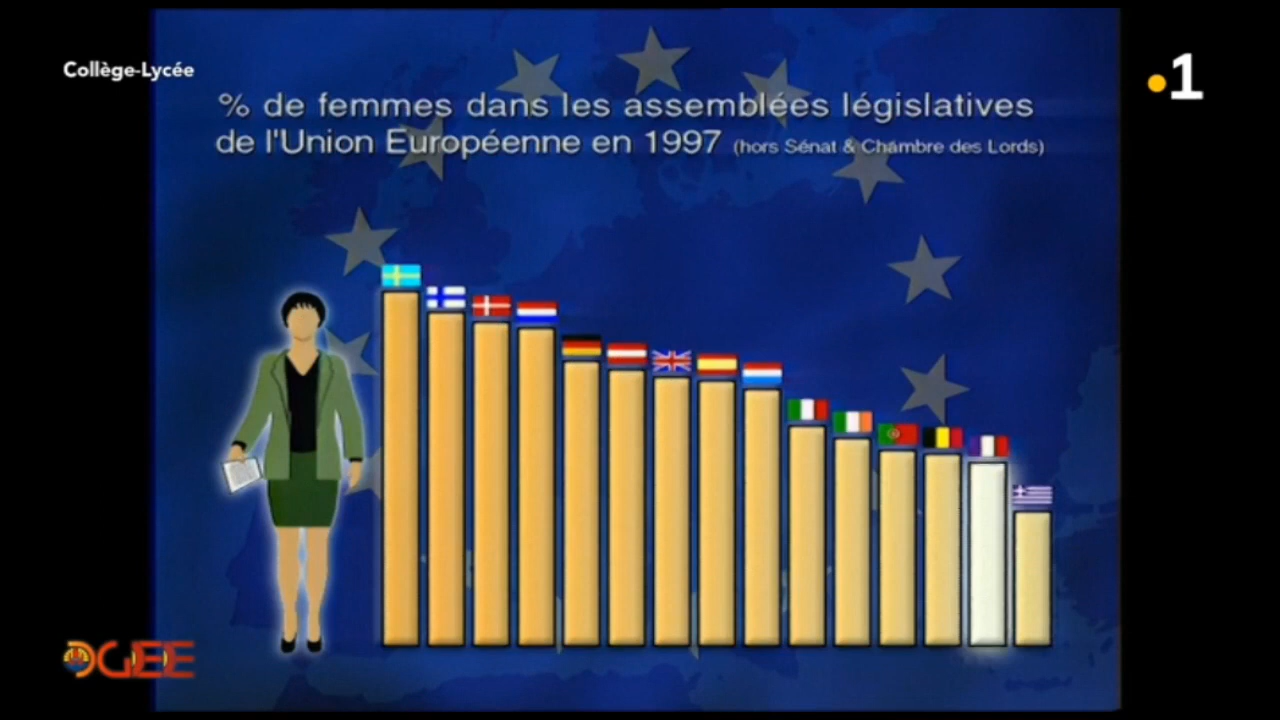 Collège-Lycée
1
% de femmes dans les assemblées législatives
de l'Union Européenne en 1997 (hors Sénat & Chambre des Lords)
DGEE